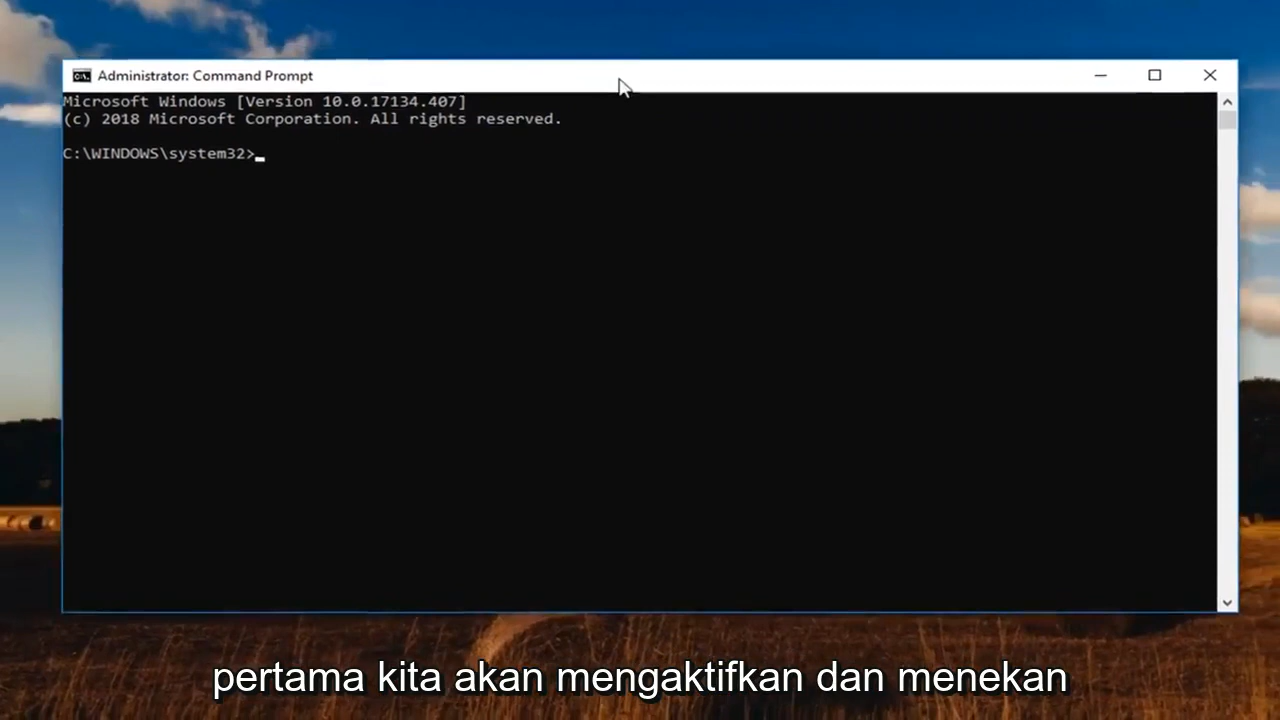 Administrator: Command Prompt
Microsoft Windows [Version 10.0.17134.407]
(c) 2018 Microsoft Corporation. All rights reserved.
C:\WINDOWS\system32>
pertama kita akan mengaktifkan dan menekan